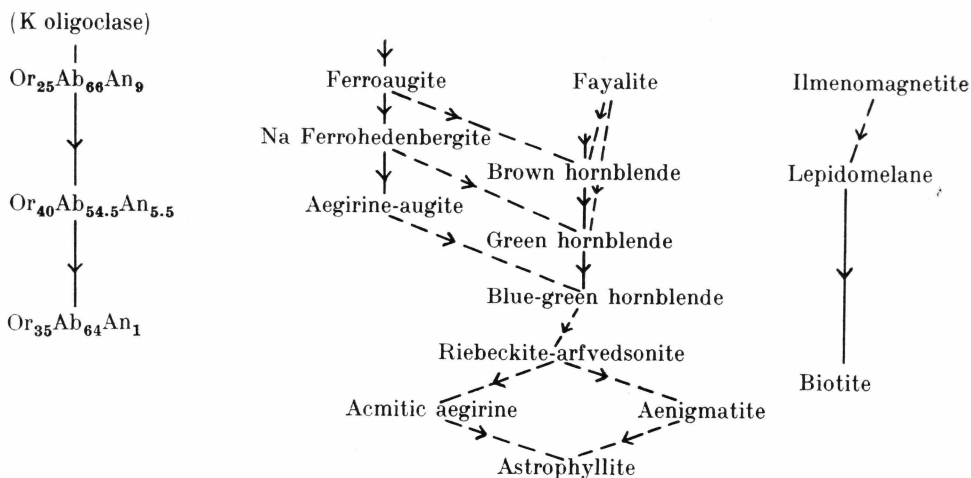 (K oligoclase)
Or₂₅Ab₆₆An₉
Ferroaugite
Fayalite
Ilmenomagnetite
Na Ferrohedenbergite
Brown hornblende
Lepidomelane
Or₄₀Ab₅₄.₅An₅.₅
Aegirine-augite
Green hornblende
Blue-green hornblende
Or₃₅Ab₆₄An₁
Riebeckite-arfvedsonite
Biotite
Acmitic aegirine
Aenigmatite
Astrophyllite